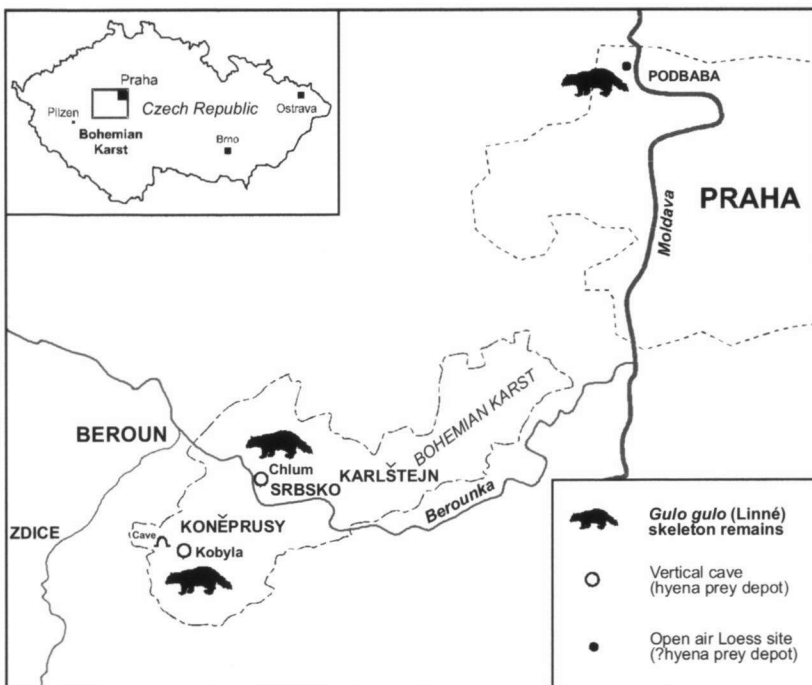 Praha
Czech Republic
Pilzen
Ostrava
Bohemian
Karst
Brno
PODBABA
PRAHA
Moldava
BOHEMIAN KARST
BEROUN
Chlum
KARLŠTEJN
SRBSKO
Berounka
ZDICE
KONĚPRUSY
Cave
Kobyla
Gulo gulo (Linné)
skeleton remains
Vertical cave
(hyena prey depot)
Open air Loess site
(?hyena prey depot)